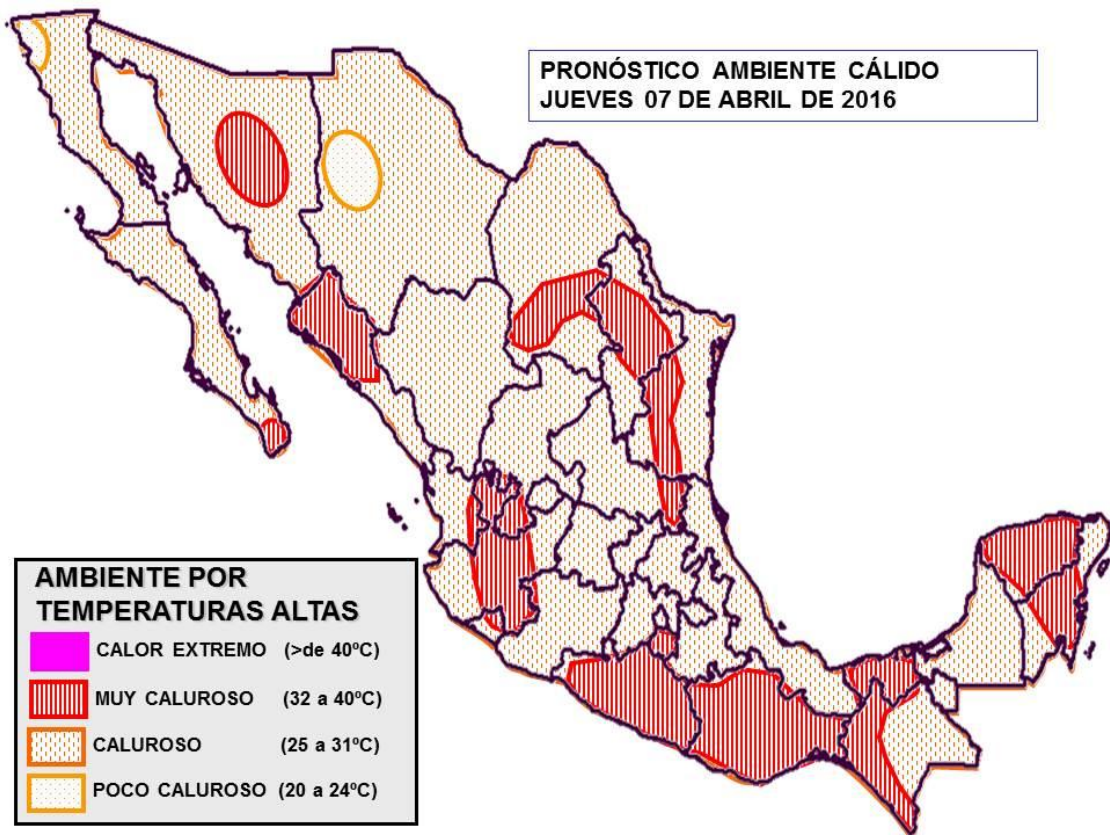 PRONÓSTICO AMBIENTE CÁLIDO
JUEVES 07 DE ABRIL DE 2016
AMBIENTE POR
TEMPERATURAS ALTAS
CALOR EXTREMO (>de 40ºC)
MUY CALUROSO (32 a 40ºC)
CALUROSO (25 a 31ºC)
POCO CALUROSO (20 a 24ºC)